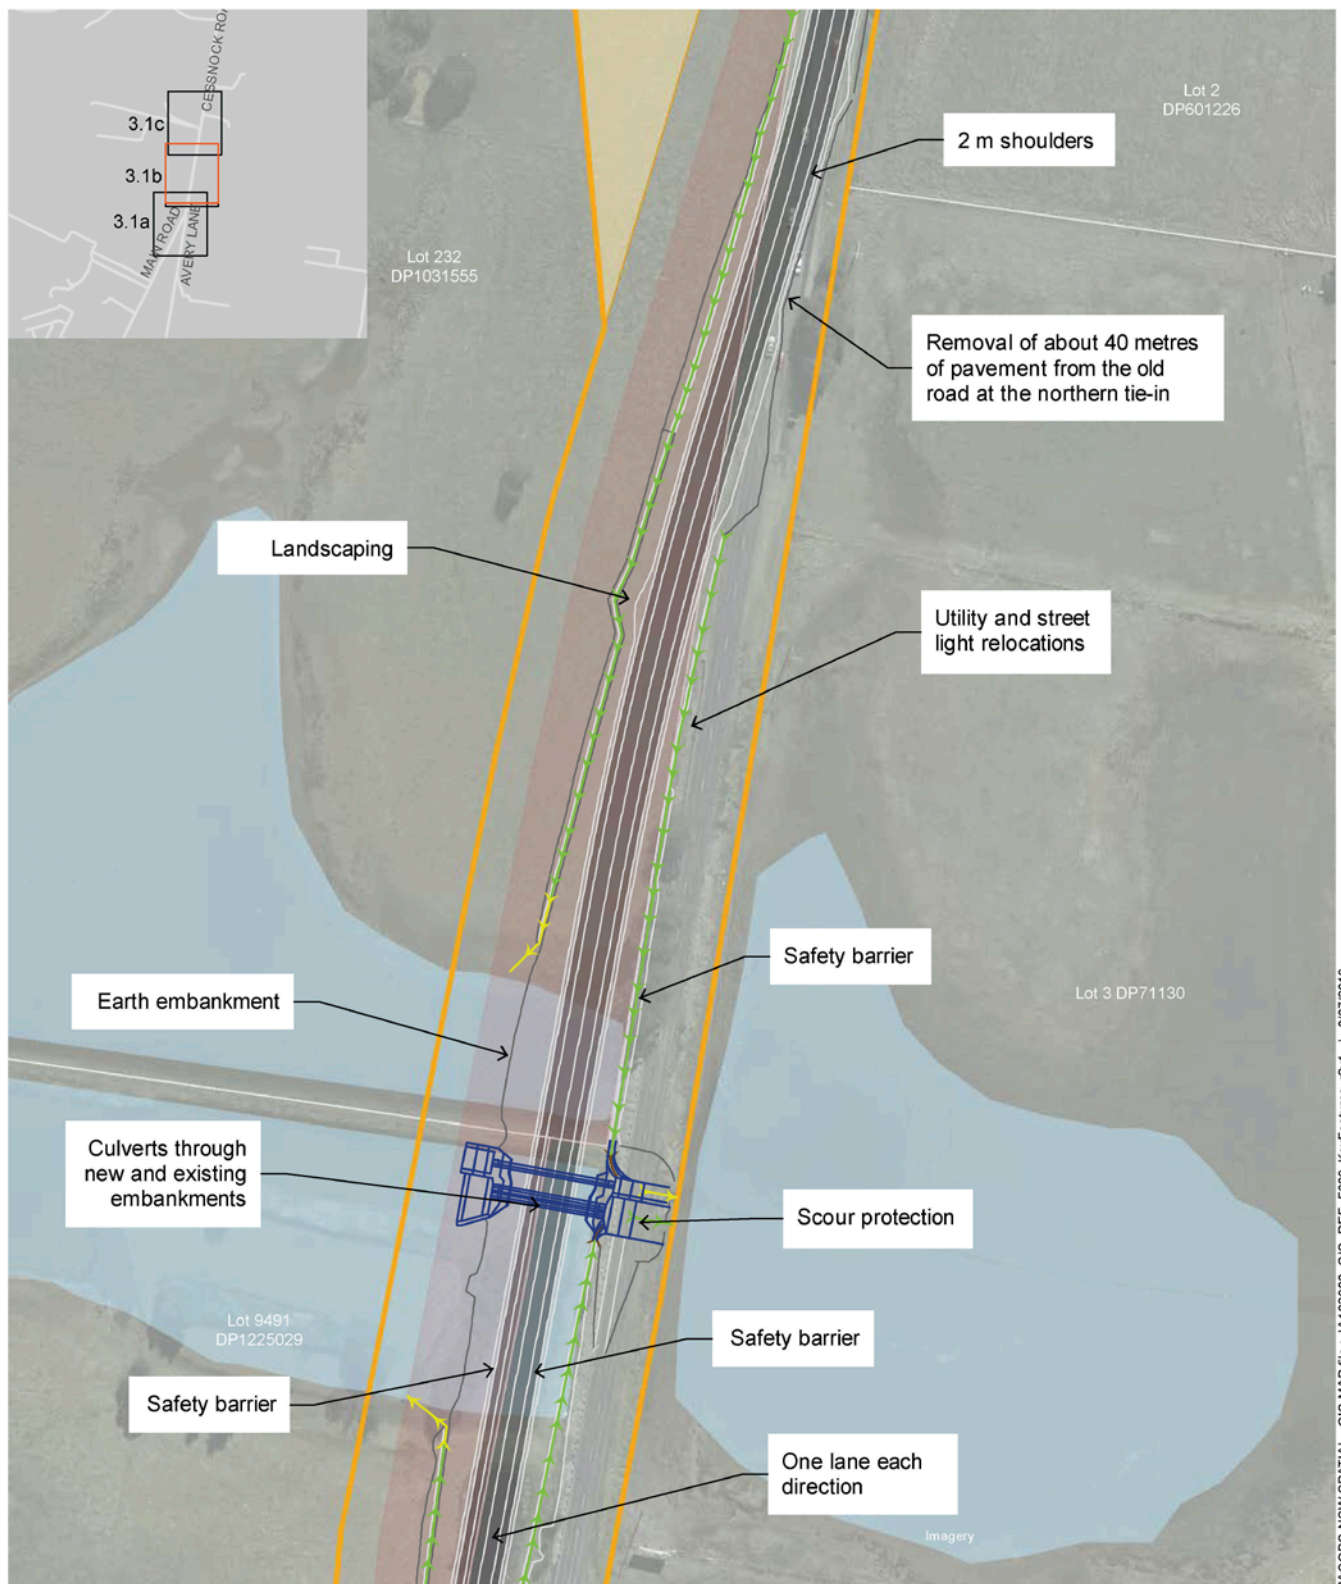 CESSNOCK
3.1c
3.1b
3.1a
MAIN ROAD
AVERY LANE
Lot 2
DP601226
2 m shoulders
Lot 232
DP1031555
Removal of about 40 metres
of pavement from the old
road at the northern tie-in
Landscaping
Utility and street
light relocations
Safety barrier
Lot 3 DP71130
Earth embankment
Culverts through
new and existing
embankments
Scour protection
Lot 9491
DP1225029
Safety barrier
Safety barrier
One lane each
direction
Imagery